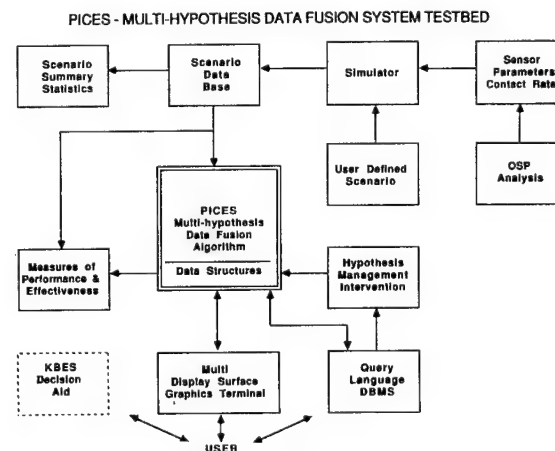 PICES - MULTI-HYPOTHESIS DATA FUSION SYSTEM TESTBED
Scenario
Summary
Statistics
Scenario
Data
Base
Simulator
Sensor
Parameters
Contact Rate
User Defined
Scenario
OSP
Analysis
PICES
Multi-hypothesis
Data Fusion
Algorithm
Data Structures
Measures of
Performance &
Effectiveness
Hypothesis
Management
Intervention
KBES
Decision
Aid
Multi
Display Surface
Graphics Terminal
Query
Language
DBMS
USER